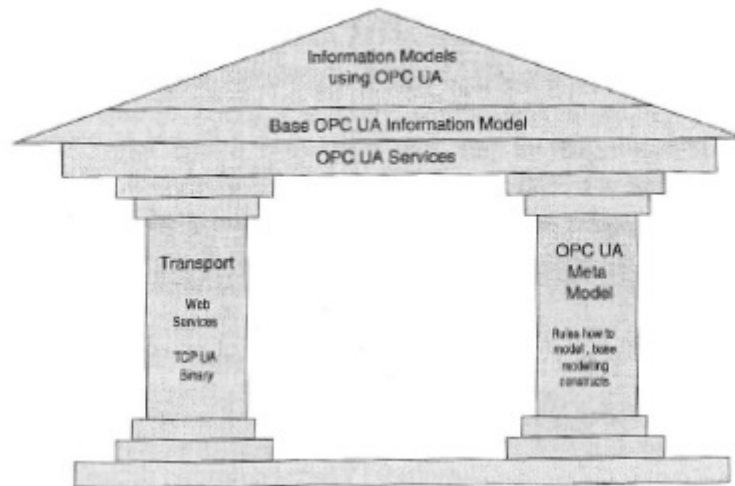 Information Models
using OPC UA
Base OPC UA Information Model
OPC UA Services
Transport
Web
Services
TCP UA
Binary
OPC UA
Meta
Model
Rules how to
model , base
modelling
constructs